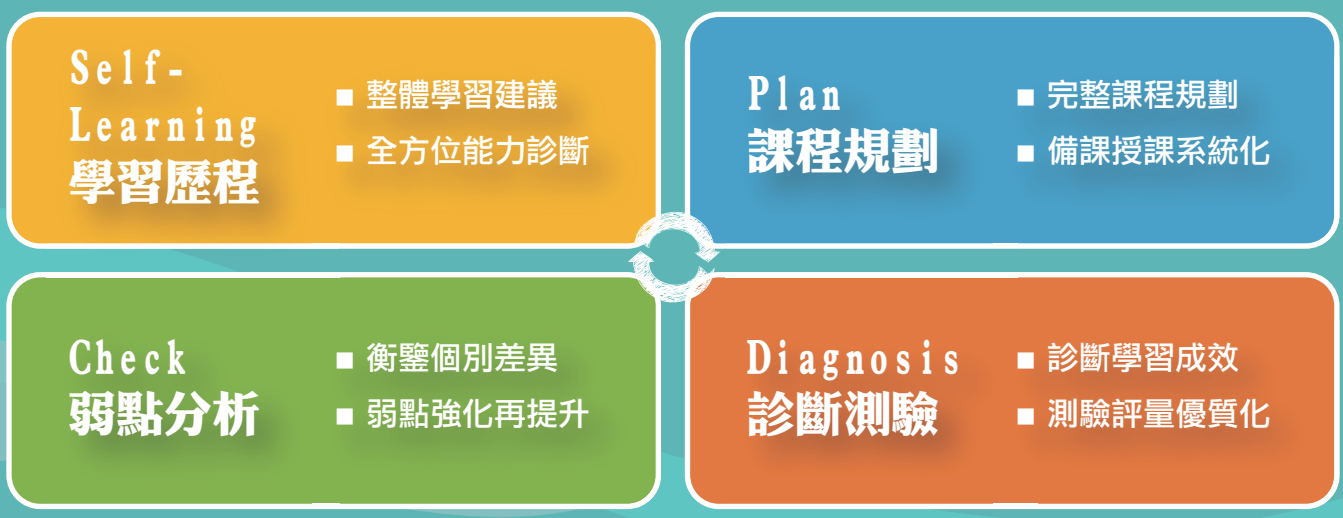 Self-
Learning
學習歷程
■ 整體學習建議
■ 全方位能力診斷
Plan
課程規劃
■ 完整課程規劃
■ 備課授課系統化
Check
弱點分析
■ 衡鑒個別差異
■ 弱點強化再提升
Diagnosis
診斷測驗
■ 診斷學習成效
■ 測驗評量優質化